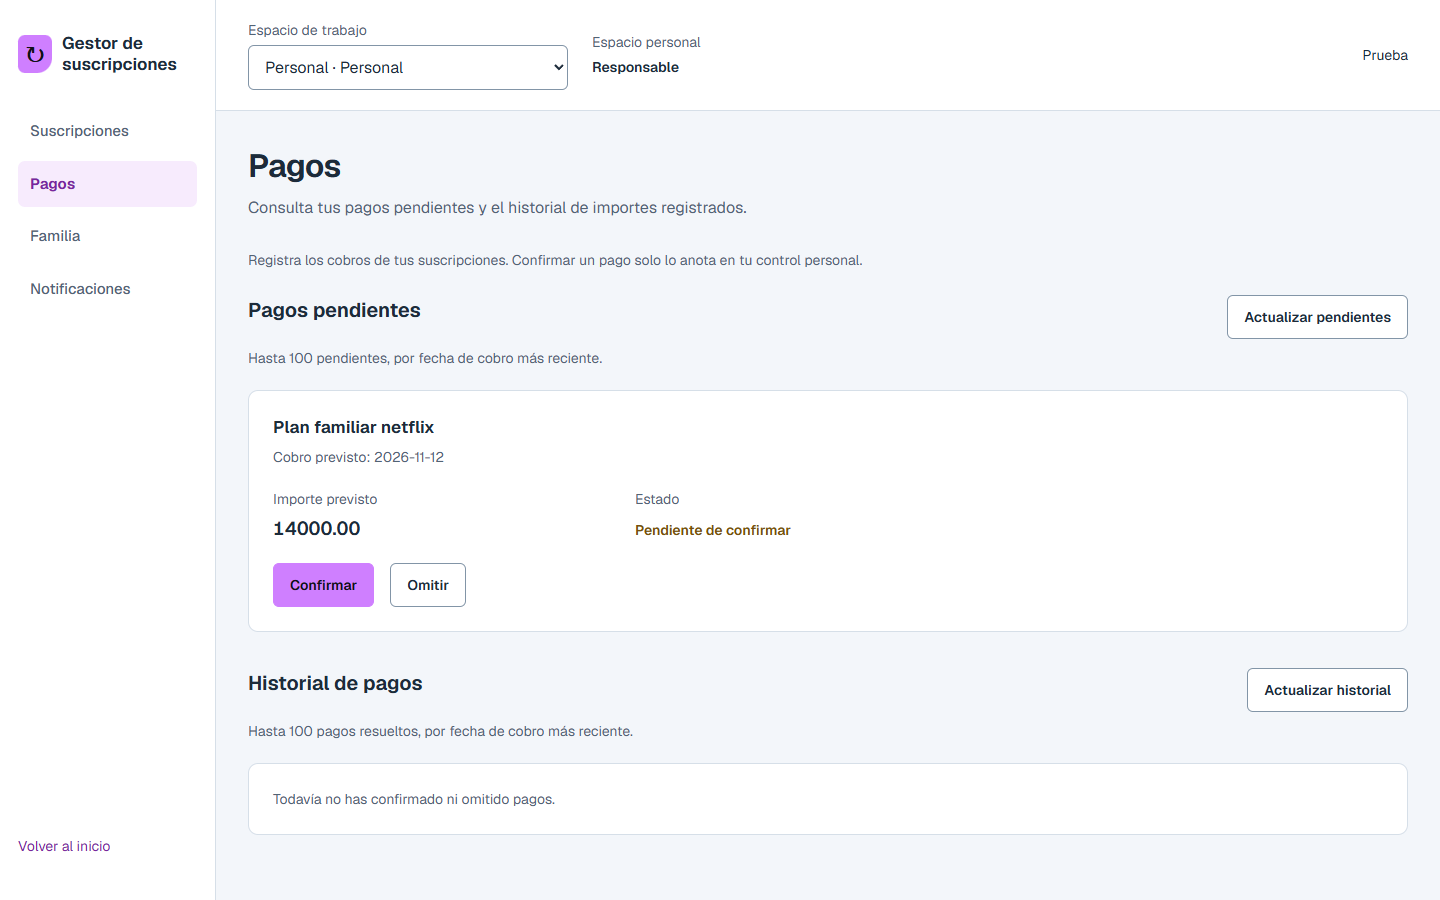 Gestor de
suscripciones
Suscripciones
Pagos
Familia
Notificaciones
Volver al inicio
Espacio de trabajo
Personal · Personal
Espacio personal
Responsable
Prueba
Pagos
Consulta tus pagos pendientes y el historial de importes registrados.
Registra los cobros de tus suscripciones. Confirmar un pago solo lo anota en tu control personal.
Pagos pendientes
Actualizar pendientes
Hasta 100 pendientes, por fecha de cobro más reciente.
Plan familiar netflix
Cobro previsto: 2026-11-12
Importe previsto
14000.00
Estado
Pendiente de confirmar
Confirmar
Omitir
Historial de pagos
Actualizar historial
Hasta 100 pagos resueltos, por fecha de cobro más reciente.
Todavía no has confirmado ni omitido pagos.